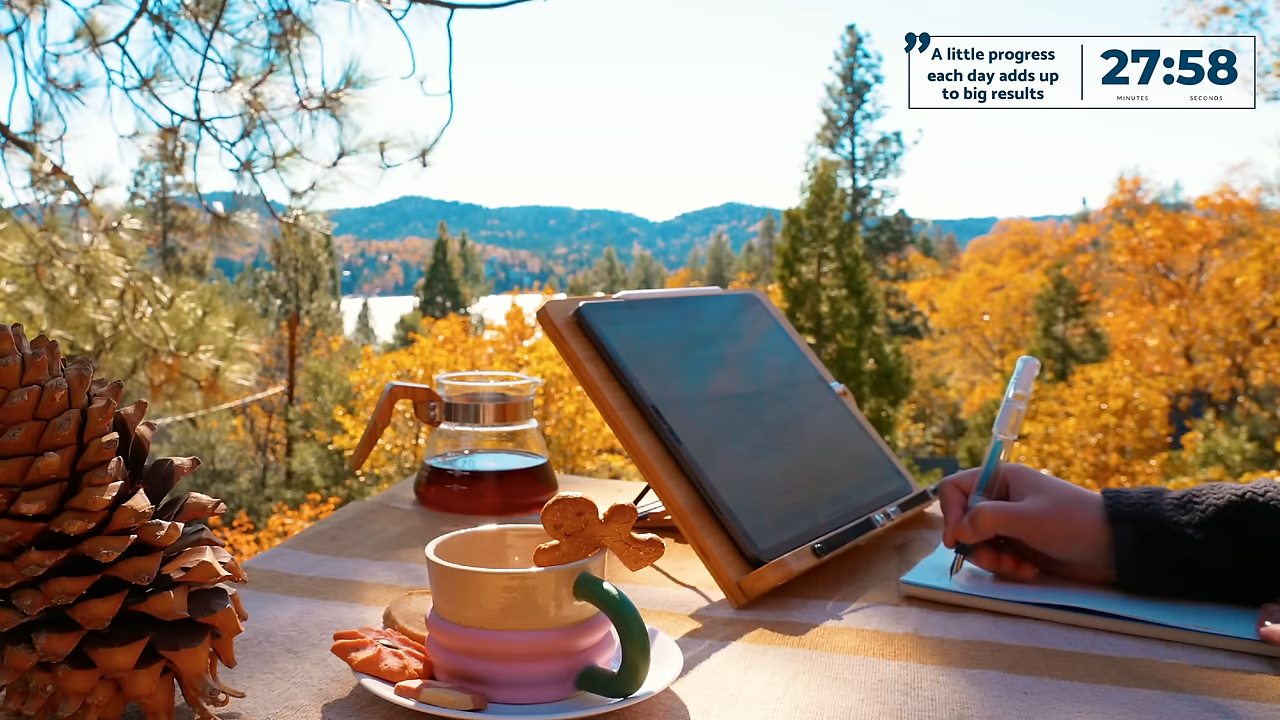 A little progress
each day adds up
to big results
27:58
MINUTES SECONDS